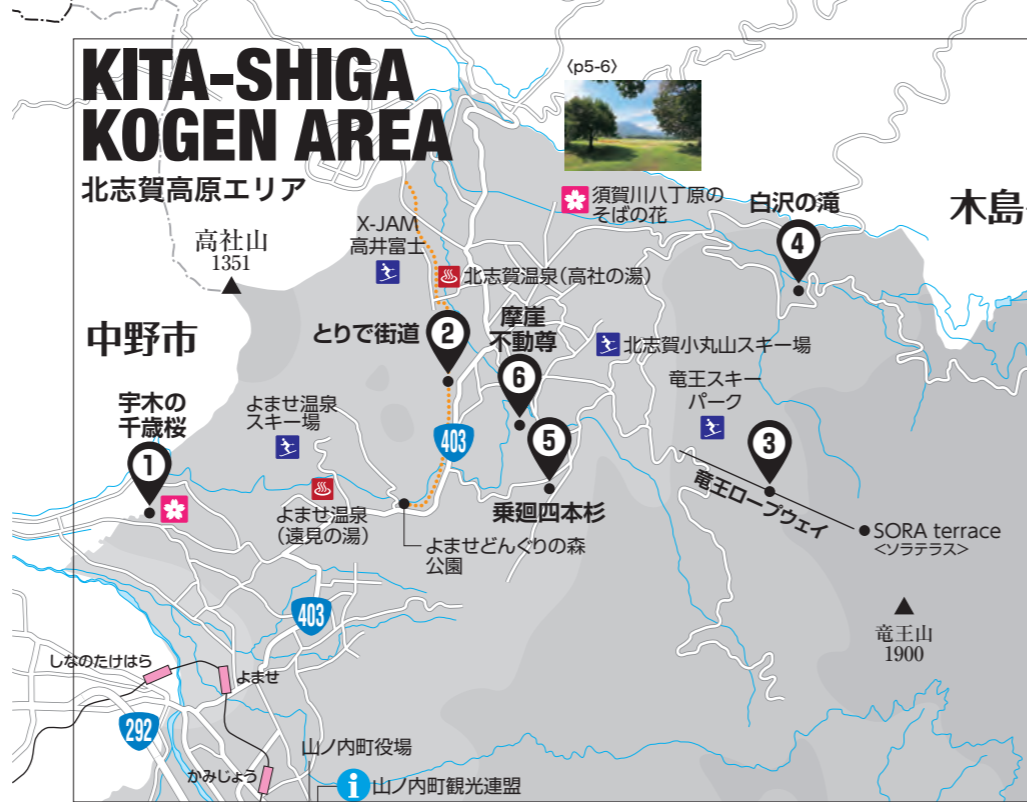 KITA-SHIGA
KOGEN AREA
北志賀高原エリア
〈p5-6〉
須賀川八丁原の
そばの花
白沢の滝
4
木島
高社山
1351
X-JAM
高井富士
北志賀温泉(高社の湯)
中野市
とりで街道
2
摩崖
不動尊
6
北志賀小丸山スキー場
竜王スキー
パーク
宇木の
千歳桜
1
よませ温泉
スキー場
403
5
3
竜王ロープウェイ
よませ温泉
(遠見の湯)
乗廻四本杉
よませどんぐりの森
公園
SORA terrace
<ソラテラス>
403
竜王山
1900
しなのたけはら
よませ
292
かみじょう
山ノ内町役場
i
山ノ内町観光連盟